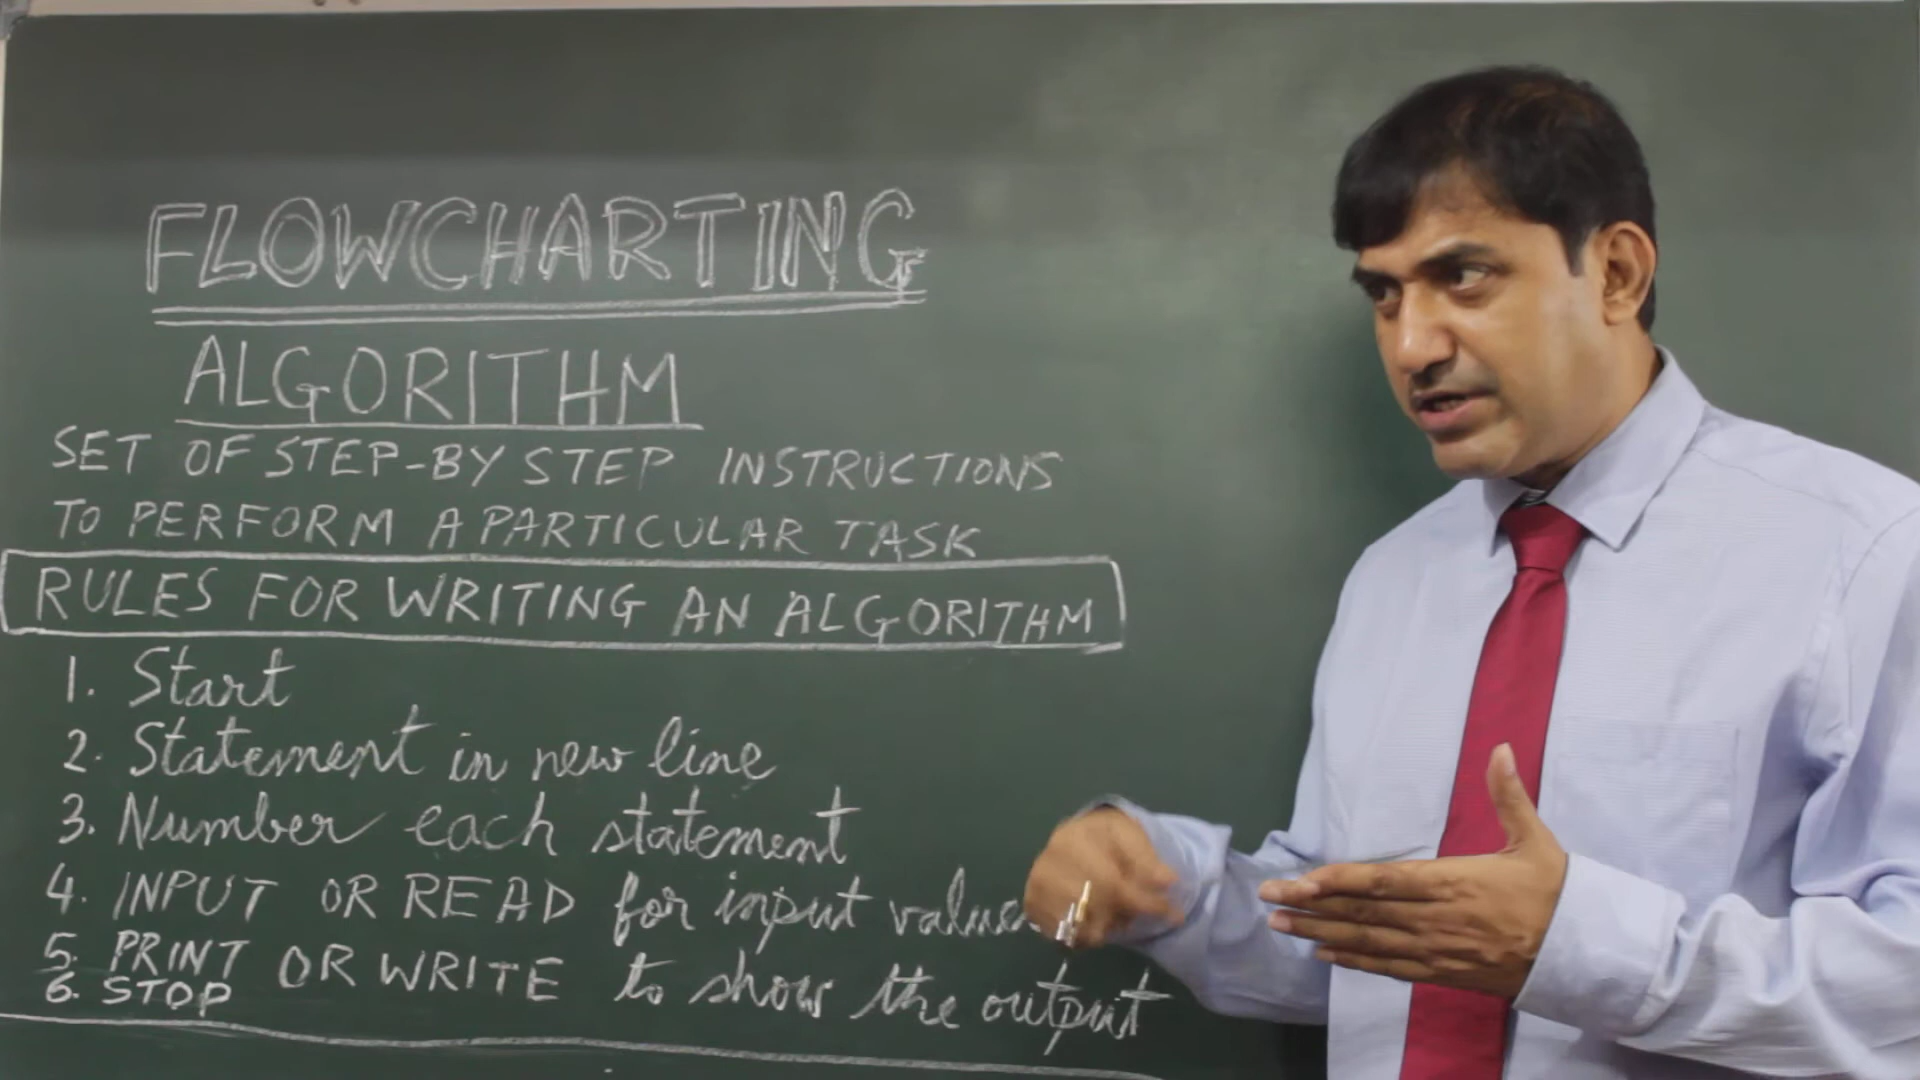 FLOWCHARTING
ALGORITHM
SET OF STEP-BY STEP INSTRUCTIONS
TO PERFORM A PARTICULAR TASK
RULES FOR WRITING AN ALGORITHM
1. Start
2. Statement in new line
3. Number each statement
4. INPUT OR READ for input values
5. PRINT OR WRITE to show the output
6. STOP